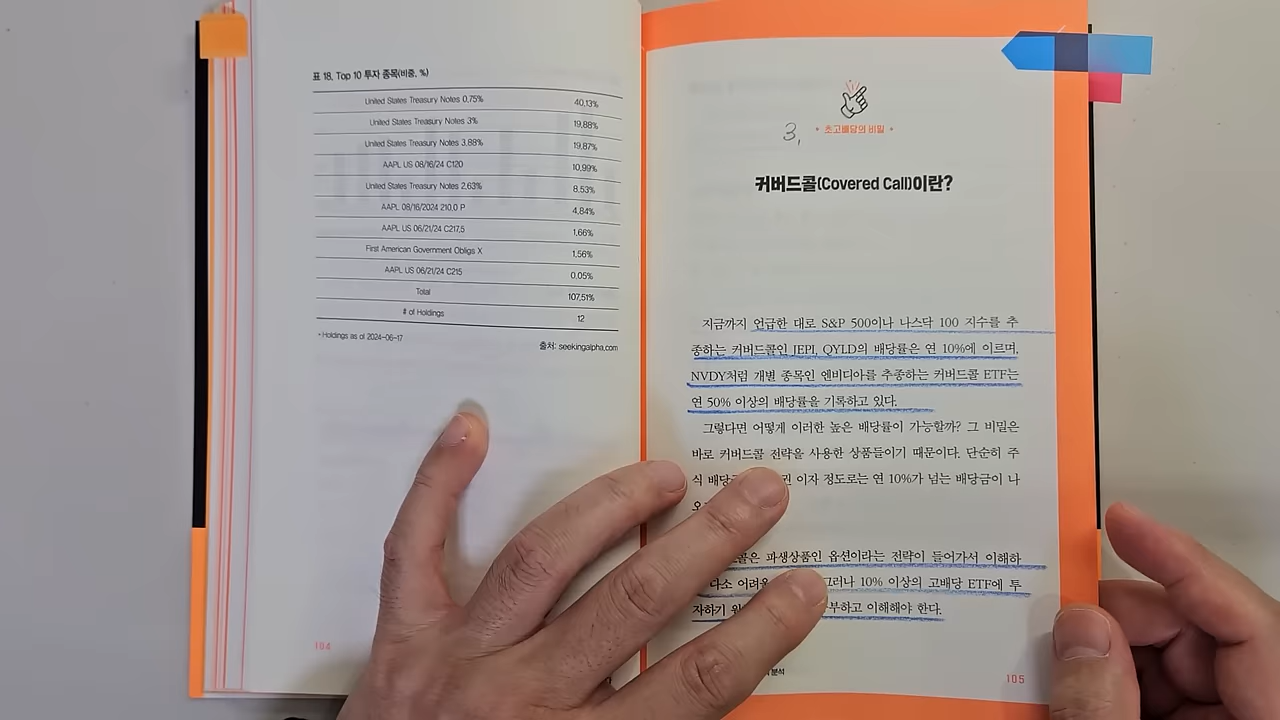 표 18. Top 10 투자 종목(비중, %)
United States Treasury Notes 0.75% 40.13%
United States Treasury Notes 3% 19.88%
United States Treasury Notes 3.88% 19.87%
AAPL US 08/16/24 C120 10.99%
United States Treasury Notes 2.63% 8.53%
AAPL 08/16/2024 210.0 P 4.84%
AAPL US 06/21/24 C217.5 1.66%
First American Government Obligs X 1.56%
AAPL US 06/21/24 C215 0.05%
Total 107.51%
# of Holdings 12
* Holdings as of 2024-06-17
출처: seekingalpha.com
104
3,
• 초고배당의 비밀 •
커버드콜(Covered Call)이란?
지금까지 언급한 대로 S&P 500이나 나스닥 100 지수를 추
종하는 커버드콜인 JEPI, QYLD의 배당률은 연 10%에 이르며,
NVDY처럼 개별 종목인 엔비디아를 추종하는 커버드콜 ETF는
연 50% 이상의 배당률을 기록하고 있다.
그렇다면 어떻게 이러한 높은 배당률이 가능할까? 그 비밀은
바로 커버드콜 전략을 사용한 상품들이기 때문이다. 단순히 주
식 이자 정도로는 연 10%가 넘는 배당금이 나
파생상품인 옵션이라는 전략이 들어가서 이해하
다소 그러나 10% 이상의 고배당 ETF에 투
자하기 이해해야 한다.
분석
105